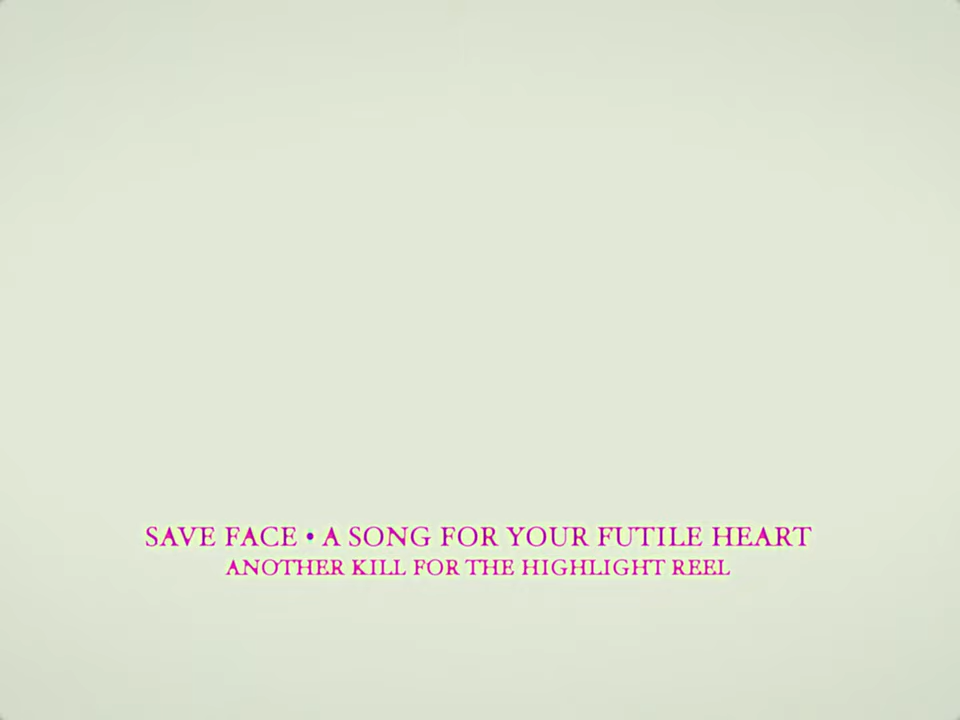 SAVE FACE • A SONG FOR YOUR FUTILE HEART
ANOTHER KILL FOR THE HIGHLIGHT REEL